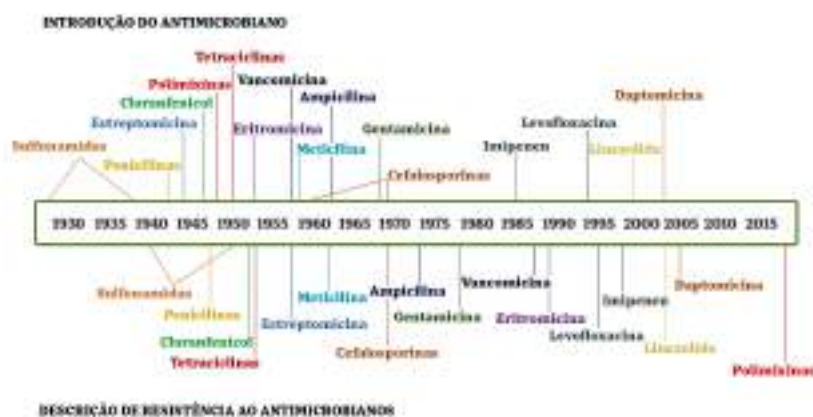 INTRODUÇÃO DO ANTIMICROBIANO
Tetraciclinas
Polimixinas
Vancomicina
Cloranfenicol
Ampicilina
Daptomicina
Estreptomicina
Eritromicina
Gentamicina
Levofloxacina
Sulfonamidas
Penicilinas
Meticilina
Imipenem
Linezolida
Cefalosporinas
1930 1935 1940 1945 1950 1955 1960 1965 1970 1975 1980 1985 1990 1995 2000 2005 2010 2015
Sulfonamidas
Penicilinas
Cloranfenicol
Tetraciclinas
Estreptomicina
Meticilina
Cefalosporinas
Ampicilina
Gentamicina
Vancomicina
Eritromicina
Levofloxacina
Imipenem
Linezolida
Daptomicina
Polimixinas
DESCRIÇÃO DE RESISTÊNCIA AO ANTIMICROBIANOS